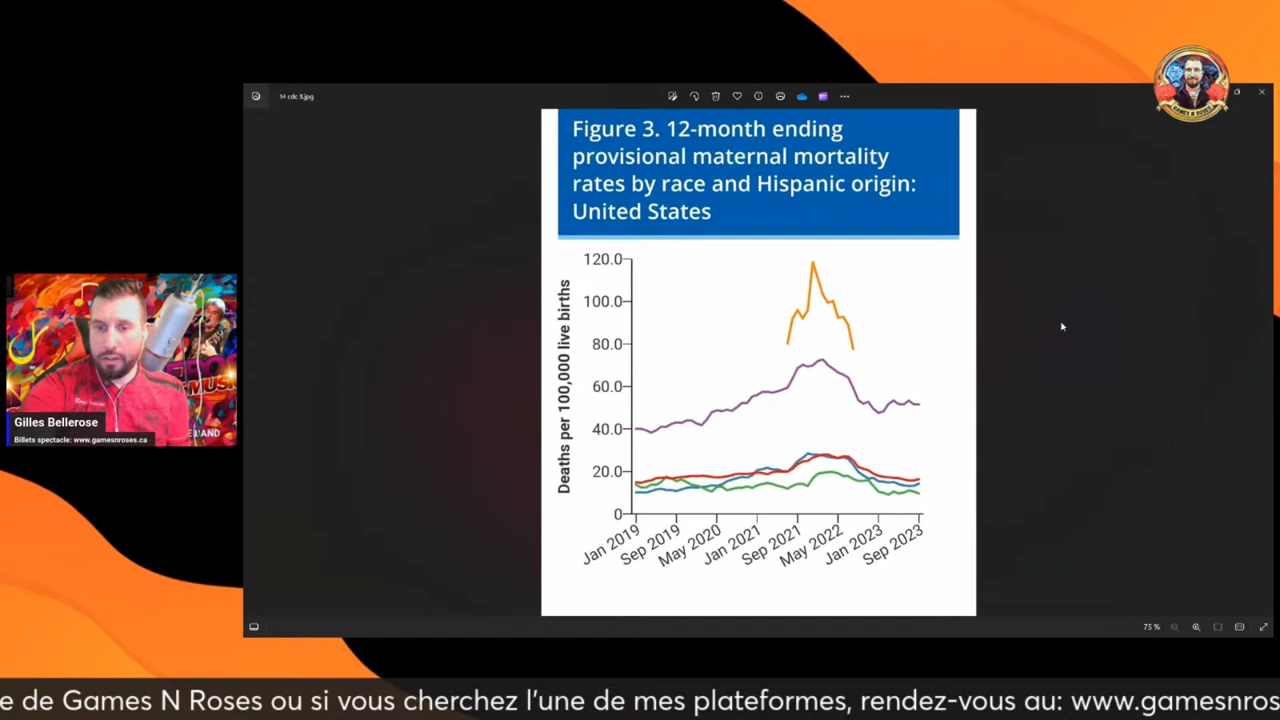 14 cdc 3.jpg
GAMES N ROSES
Figure 3. 12-month ending
provisional maternal mortality
rates by race and Hispanic origin:
United States
Deaths per 100,000 live births
120.0
100.0
80.0
60.0
40.0
20.0
0
Jan 2019
Sep 2019
May 2020
Jan 2021
Sep 2021
May 2022
Jan 2023
Sep 2023
Gilles Bellerose
Billets spectacle: www.gamesnroses.ca
75 %
e de Games N Roses ou si vous cherchez l'une de mes plateformes, rendez-vous au: www.gamesnros